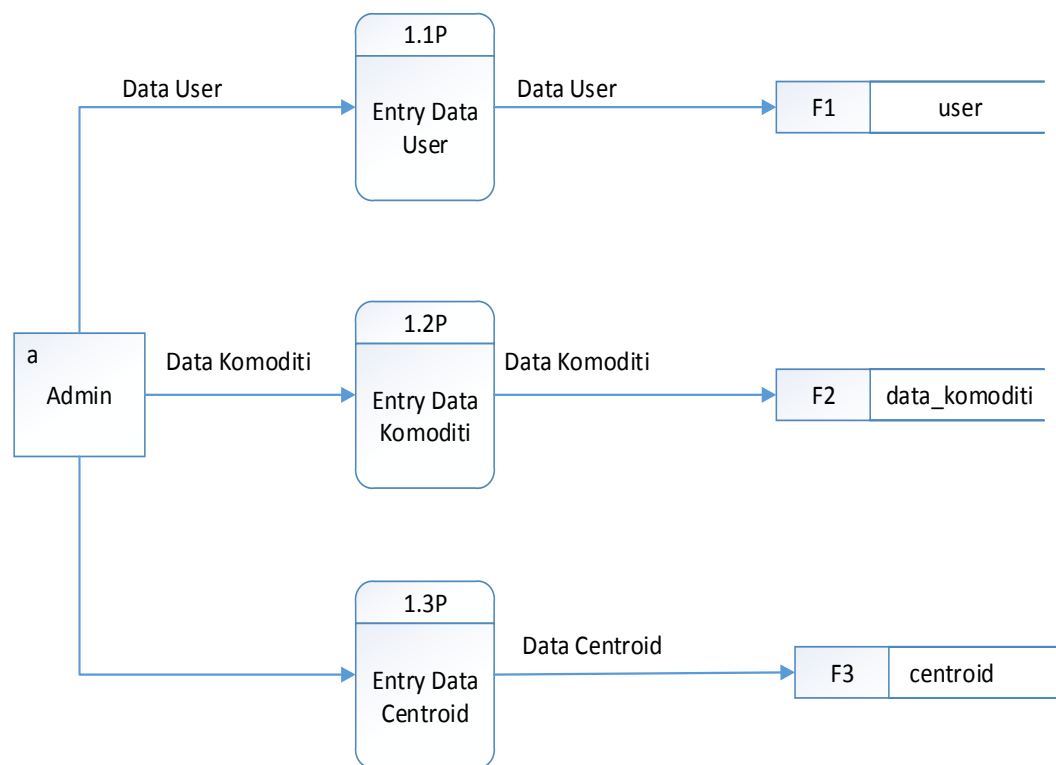 1.1P
Data User
Entry Data
User
Data User
F1
user
a
Admin
Data Komoditi
1.2P
Entry Data
Komoditi
Data Komoditi
F2
data_komoditi
1.3P
Entry Data
Centroid
Data Centroid
F3
centroid